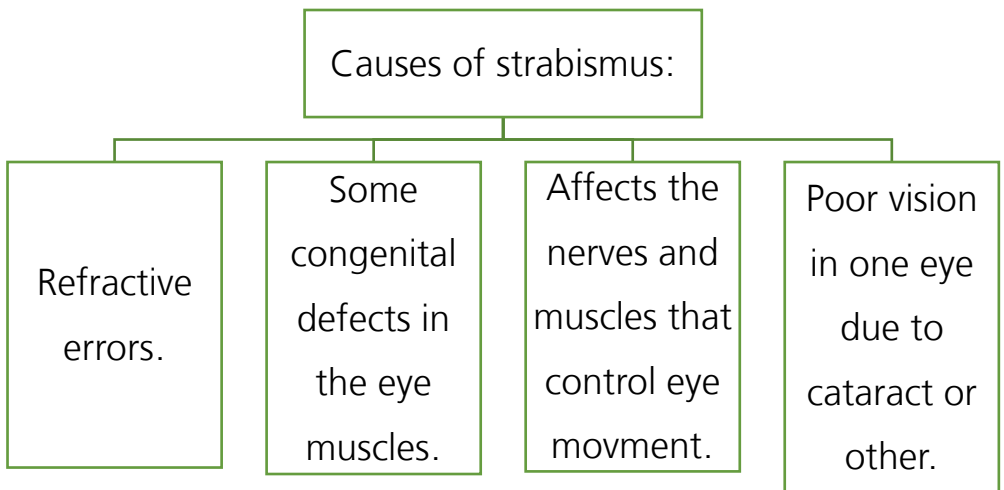 Causes of strabismus:
Refractive
errors.
Some
congenital
defects in
the eye
muscles.
Affects the
nerves and
muscles that
control eye
movment.
Poor vision
in one eye
due to
cataract or
other.